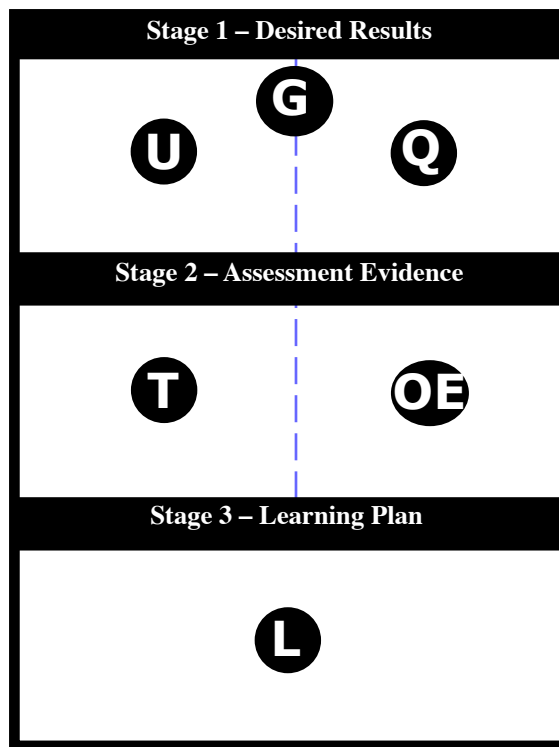 Stage 1 – Desired Results
G
U
Q
Stage 2 – Assessment Evidence
T
OE
Stage 3 – Learning Plan
L